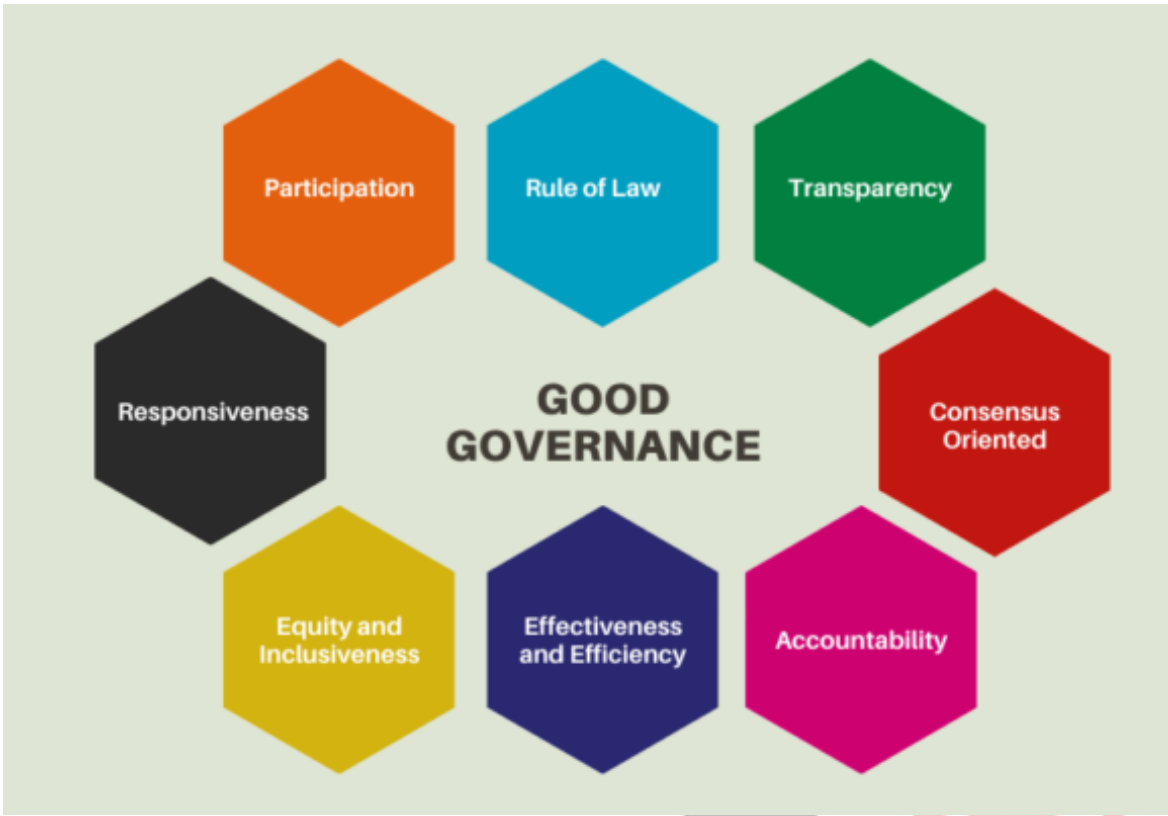 Participation
Rule of Law
Transparency
Responsiveness
GOOD
GOVERNANCE
Consensus
Oriented
Equity and
Inclusiveness
Effectiveness
and Efficiency
Accountability